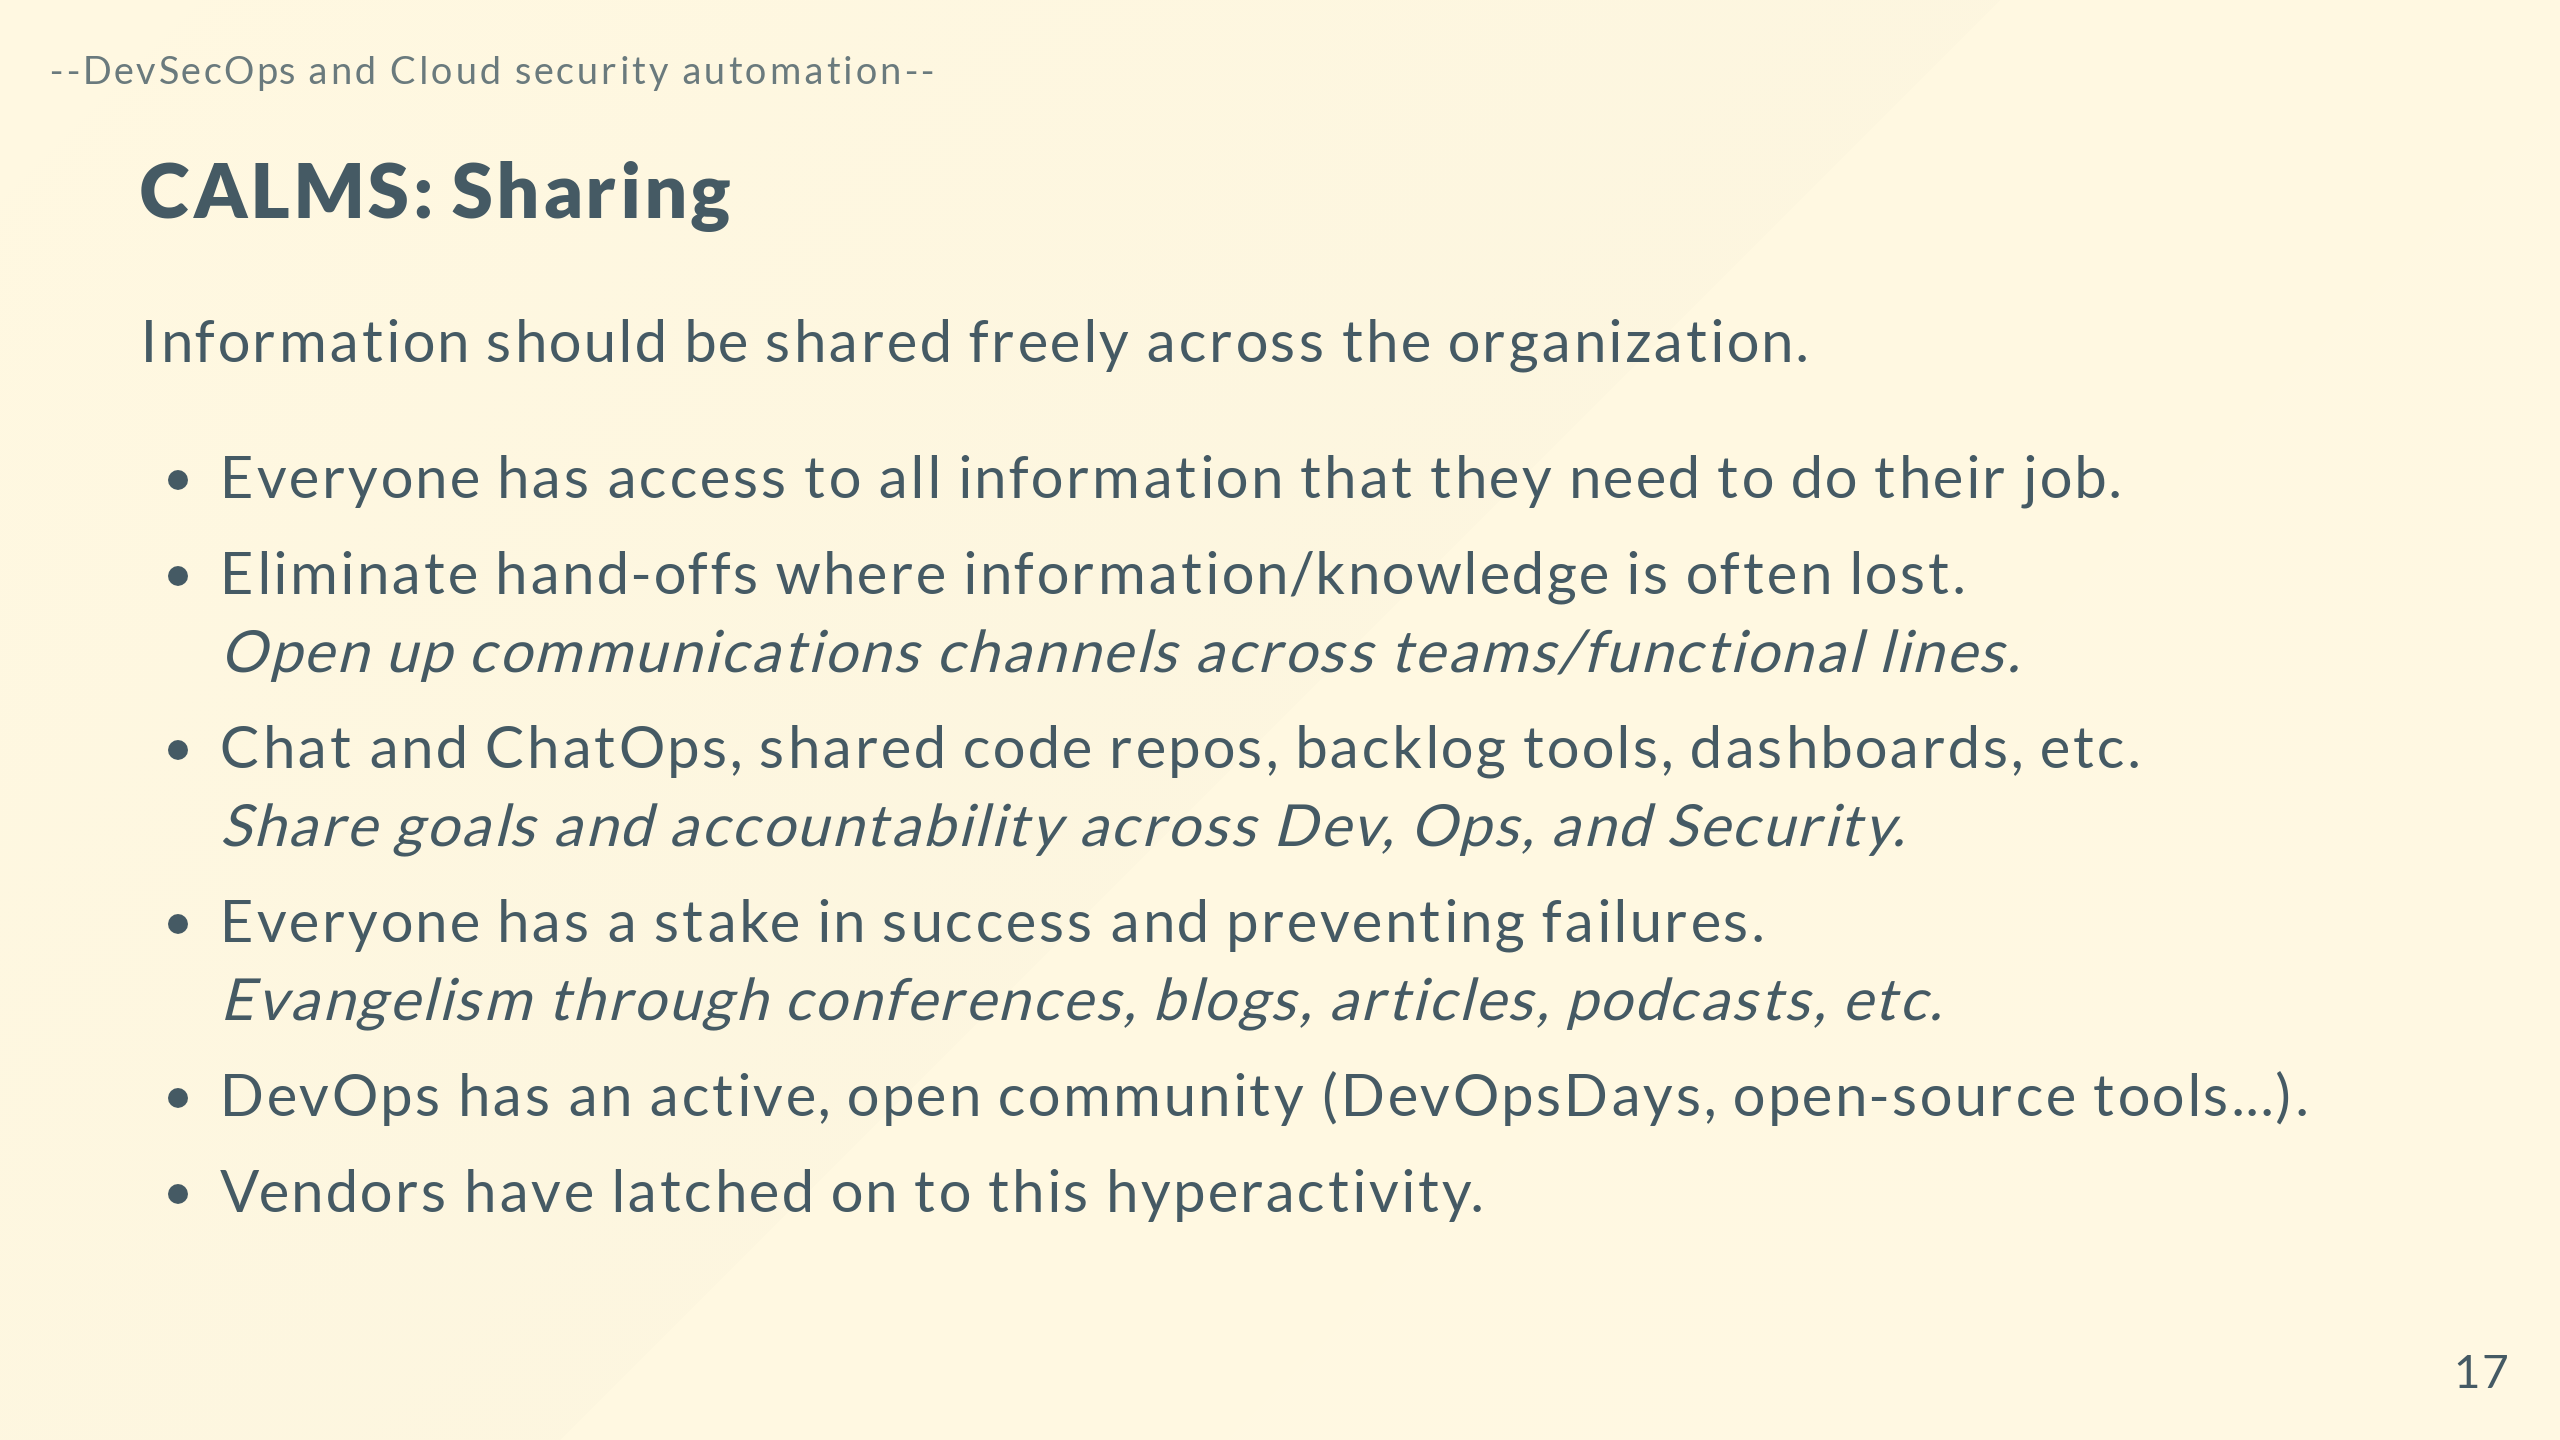 --DevSecOps and Cloud security automation--
CALMS: Sharing
Information should be shared freely across the organization.
• Everyone has access to all information that they need to do their job.
• Eliminate hand-offs where information/knowledge is often lost.
Open up communications channels across teams/functional lines.
• Chat and ChatOps, shared code repos, backlog tools, dashboards, etc.
Share goals and accountability across Dev, Ops, and Security.
• Everyone has a stake in success and preventing failures.
Evangelism through conferences, blogs, articles, podcasts, etc.
• DevOps has an active, open community (DevOpsDays, open-source tools...).
• Vendors have latched on to this hyperactivity.
17